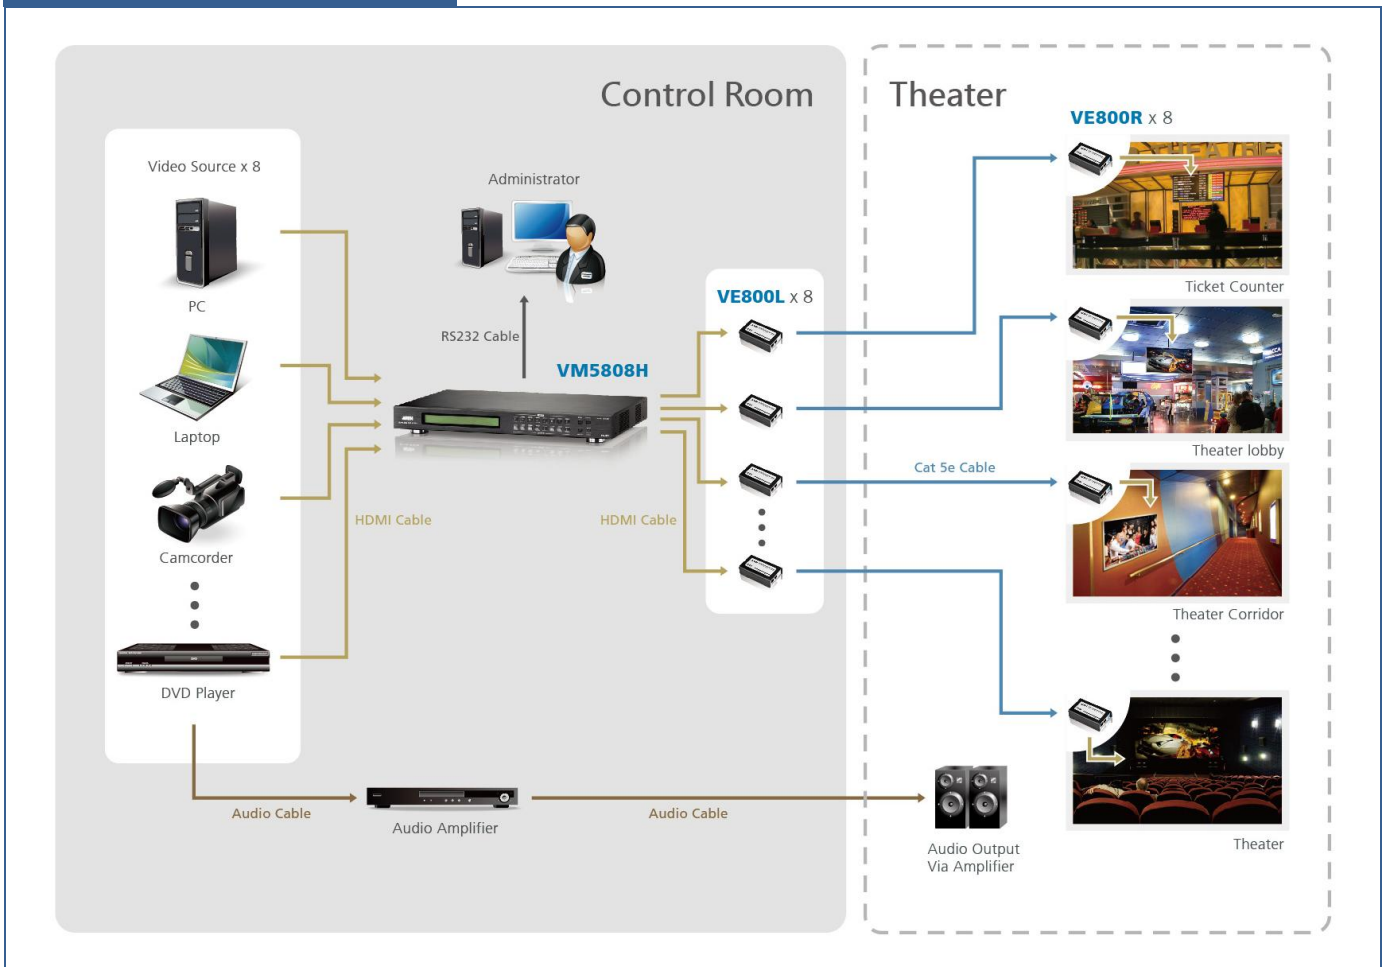 Control Room
Theater
Video Source x 8
PC
Laptop
Camcorder
DVD Player
Administrator
RS232 Cable
VM5808H
HDMI Cable
HDMI Cable
VE800L x 8
Cat 5e Cable
VE800R x 8
Ticket Counter
Theater lobby
Theater Corridor
Theater
Audio Cable
Audio Amplifier
Audio Cable
Audio Output
Via Amplifier